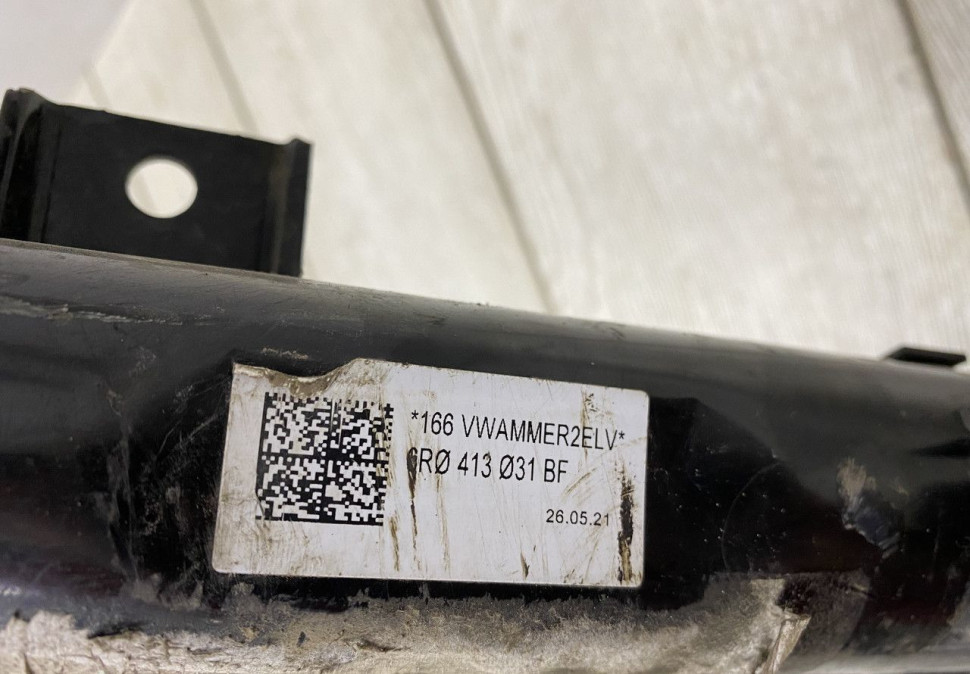 *166 VWAMMER2ELV*
6RØ 413 Ø31 BF
26.05.21